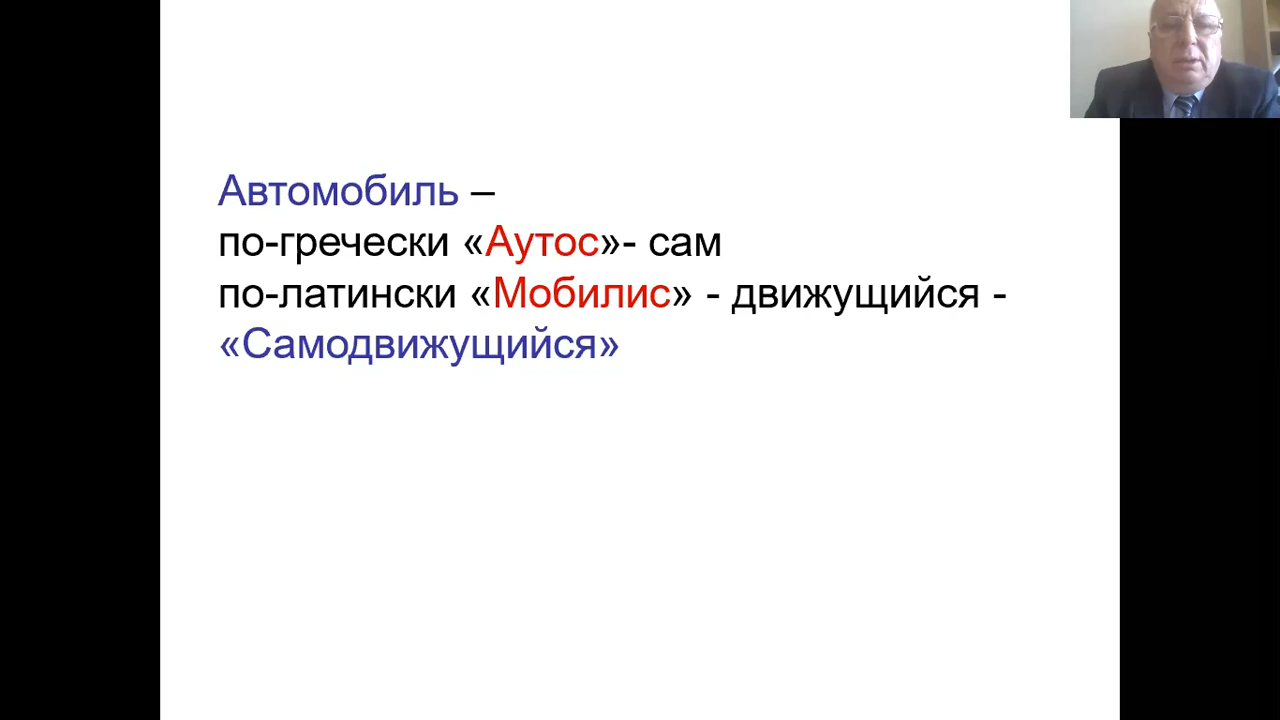 Автомобиль –
по-гречески «Аутос»- сам
по-латински «Мобилис» - движущийся -
«Самодвижущийся»